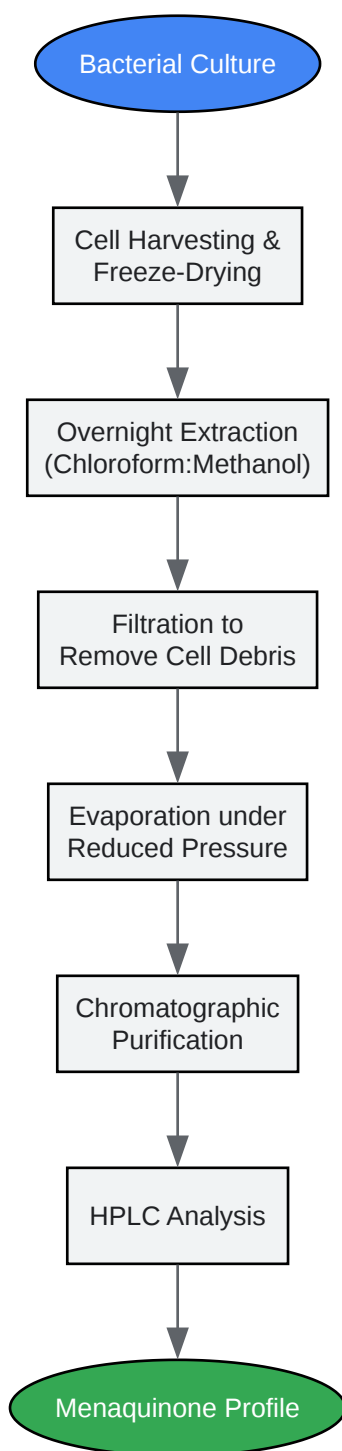 Bacterial Culture
Cell Harvesting &
Freeze-Drying
Overnight Extraction
(Chloroform:Methanol)
Filtration to
Remove Cell Debris
Evaporation under
Reduced Pressure
Chromatographic
Purification
HPLC Analysis
Menaquinone Profile